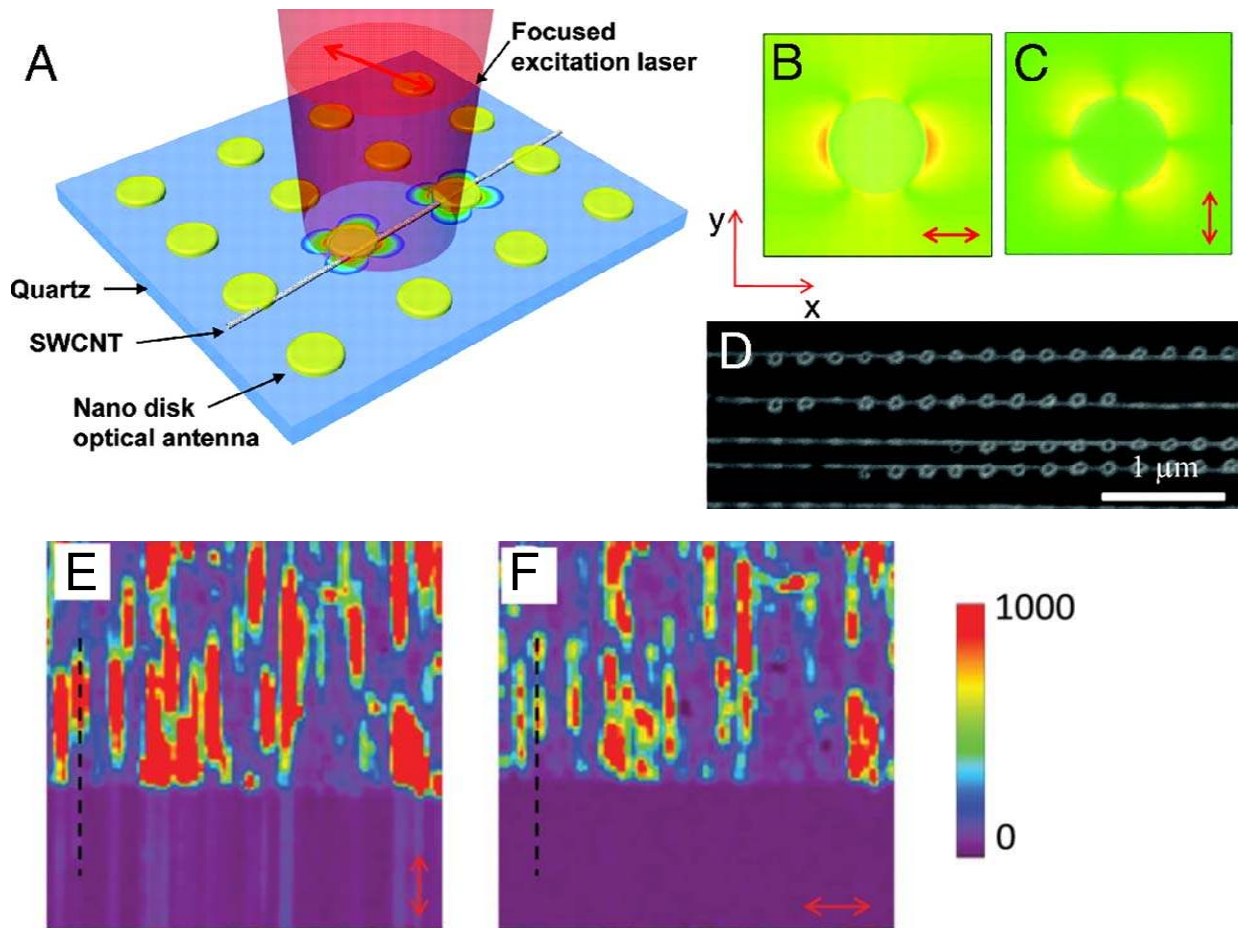 A
Focused
excitation laser
Quartz
SWCNT
Nano disk
optical antenna
B
C
y
x
D
1 µm
E
F
1000
0